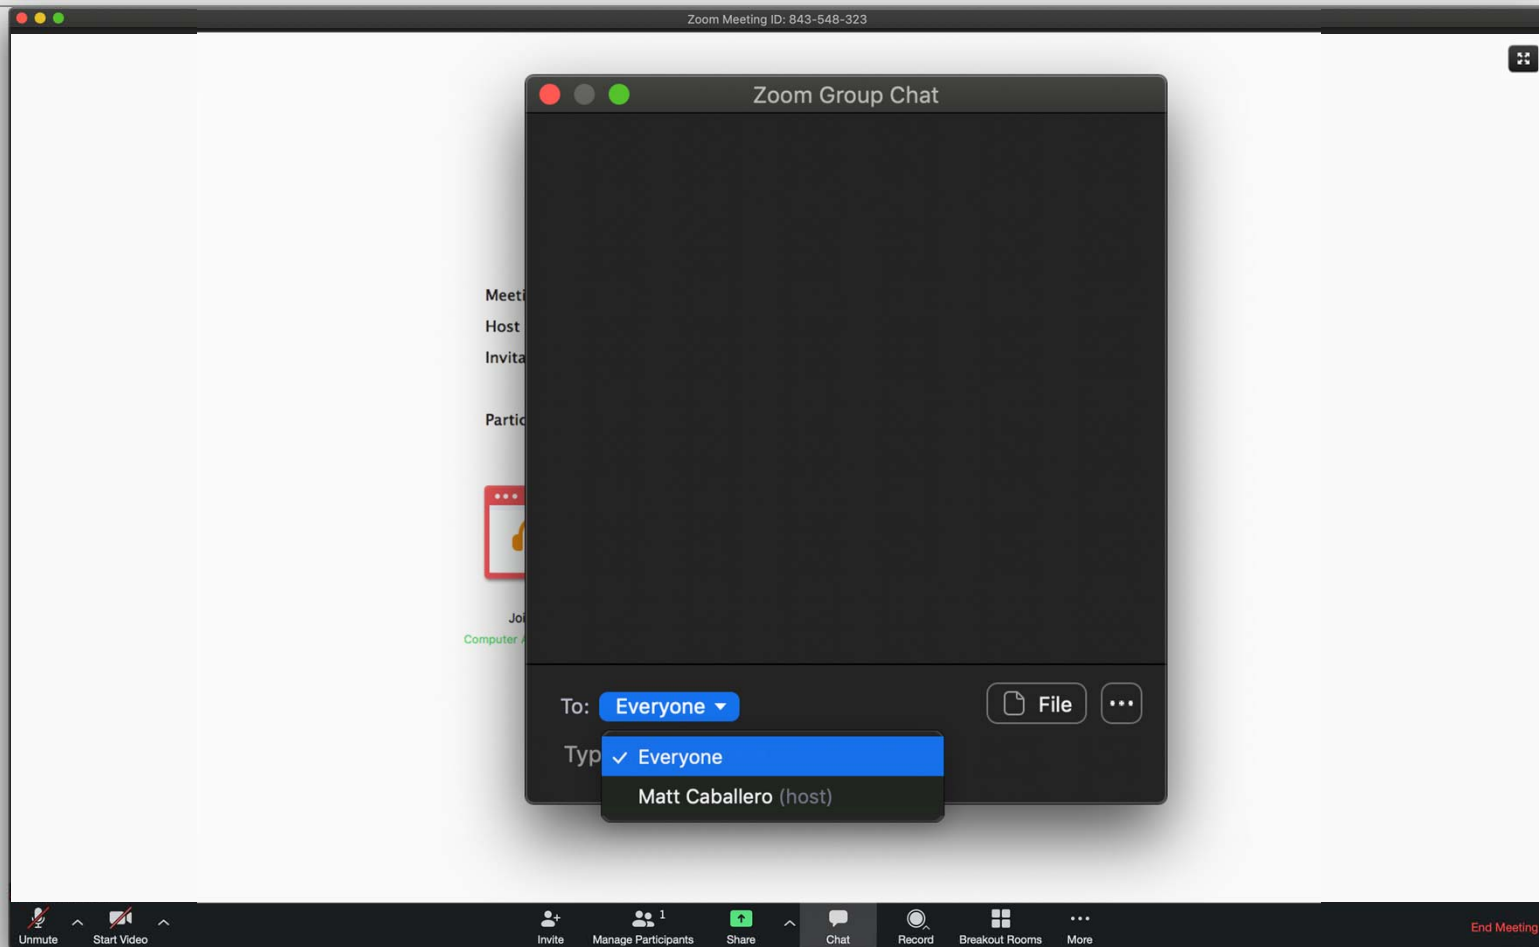 Zoom Meeting ID: 843-548-323
Zoom Group Chat
Meeti
Host
Invita
Partic
Joi
Computer
To: Everyone
File
Typ
Everyone
Matt Caballero (host)
Unmute
Start Video
Invite
1
Manage Participants
Share
Chat
Record
Breakout Rooms
More
End Meeting